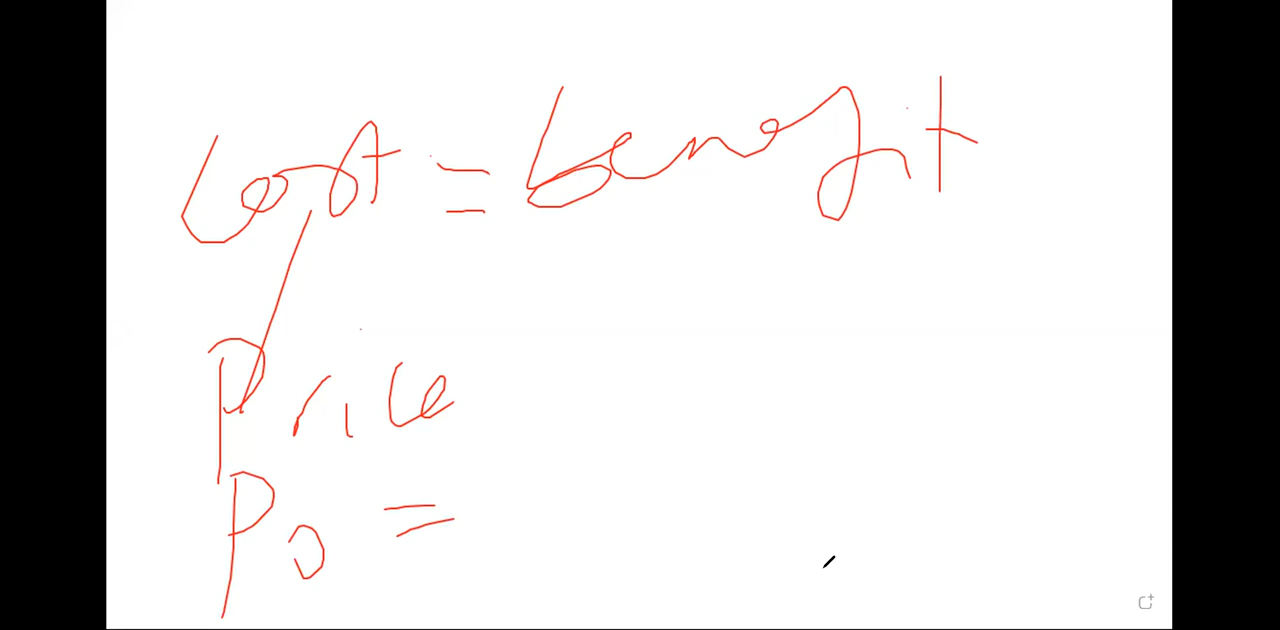 Cost = benefit
Price
P0 =